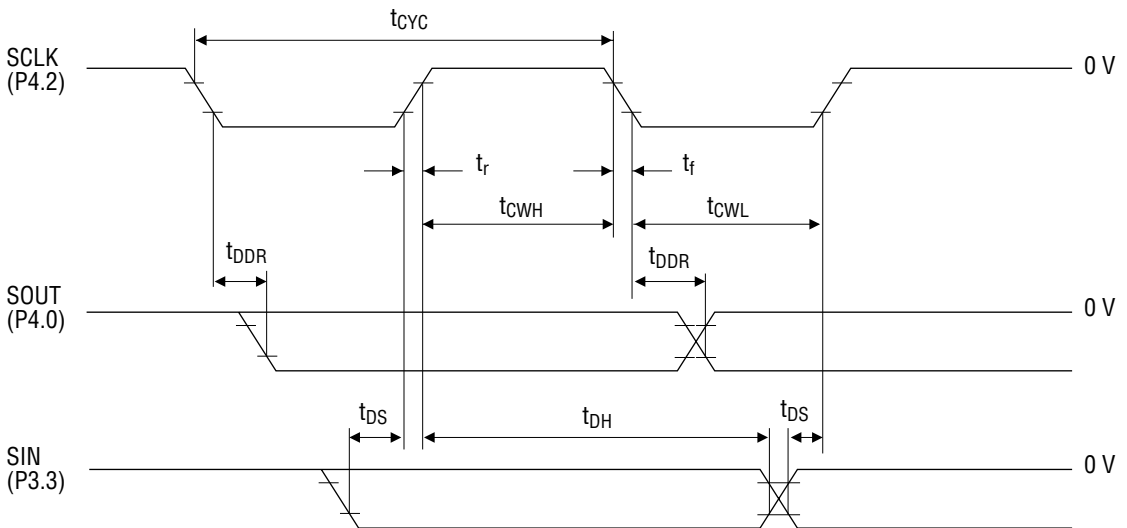 tCYC
SCLK
(P4.2)
0 V
tr
tf
tCWH
tCWL
tDDR
tDDR
SOUT
(P4.0)
0 V
tDS
tDH
tDS
SIN
(P3.3)
0 V